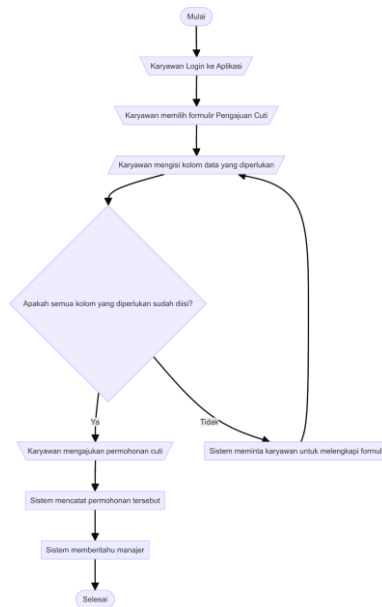 Mulai
Karyawan Login ke Aplikasi
Karyawan memilih formulir Pengajuan Cuti
Karyawan mengisi kolom data yang diperlukan
Apakah semua kolom yang diperlukan sudah diisi?
Ya
Tidak
Karyawan mengajukan permohonan cuti
Sistem meminta karyawan untuk melengkapi formuli
Sistem mencatat permohonan tersebut
Sistem memberitahu manajer
Selesai